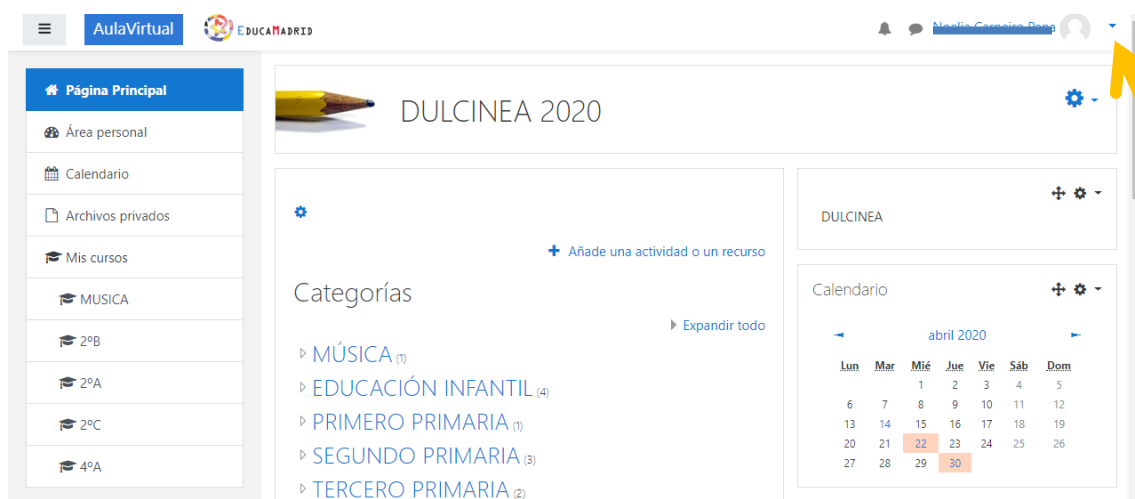 AulaVirtual
EDUCAMADRID
Página Principal
Área personal
Calendario
Archivos privados
Mis cursos
MUSICA
2ºB
2ºA
2ºC
4ºA
DULCINEA 2020
Añade una actividad o un recurso
Categorías
Expandir todo
MÚSICA (1)
EDUCACIÓN INFANTIL (4)
PRIMERO PRIMARIA (1)
SEGUNDO PRIMARIA (3)
TERCERO PRIMARIA (2)
DULCINEA
Calendario
abril 2020
Lun Mar Mié Jue Vie Sáb Dom
1 2 3 4 5
6 7 8 9 10 11 12
13 14 15 16 17 18 19
20 21 22 23 24 25 26
27 28 29 30